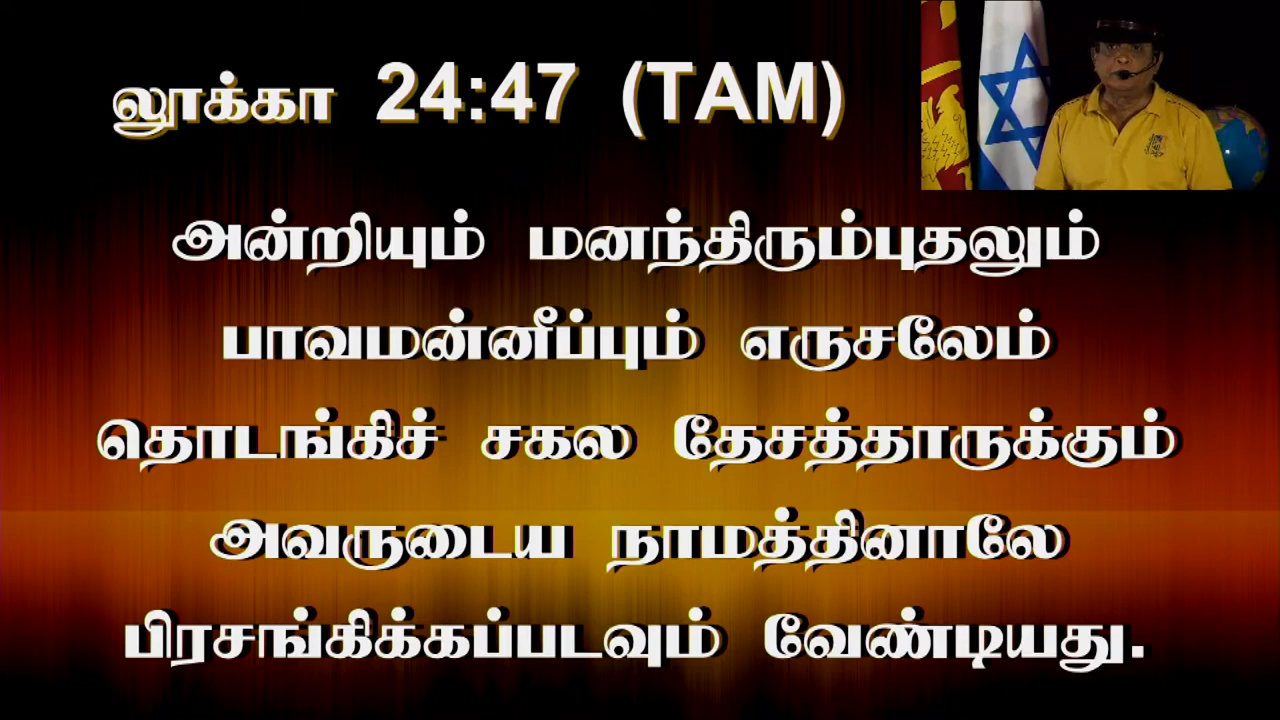 லூக்கா 24:47 (TAM)
அன்றியும் மனந்திரும்புதலும்
பாவமன்னிப்பும் எருசலேம்
தொடங்கிச் சகல தேசத்தாருக்கும்
அவருடைய நாமத்தினாலே
பிரசங்கிக்கப்படவும் வேண்டியது.